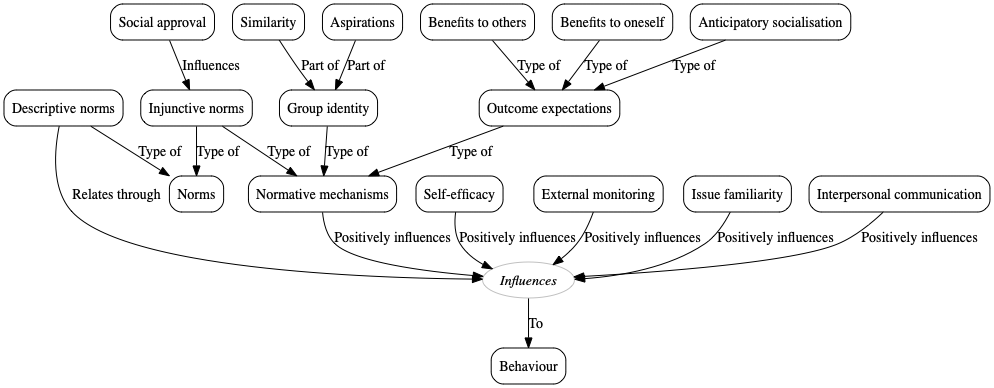 Social approval
Similarity
Aspirations
Benefits to others
Benefits to oneself
Anticipatory socialisation
Influences
Part of
Part of
Type of
Type of
Type of
Descriptive norms
Injunctive norms
Group identity
Outcome expectations
Type of
Type of
Type of
Type of
Type of
Relates through
Norms
Normative mechanisms
Self-efficacy
External monitoring
Issue familiarity
Interpersonal communication
Positively influences
Positively influences
Positively influences
Positively influences
Positively influences
Influences
To
Behaviour